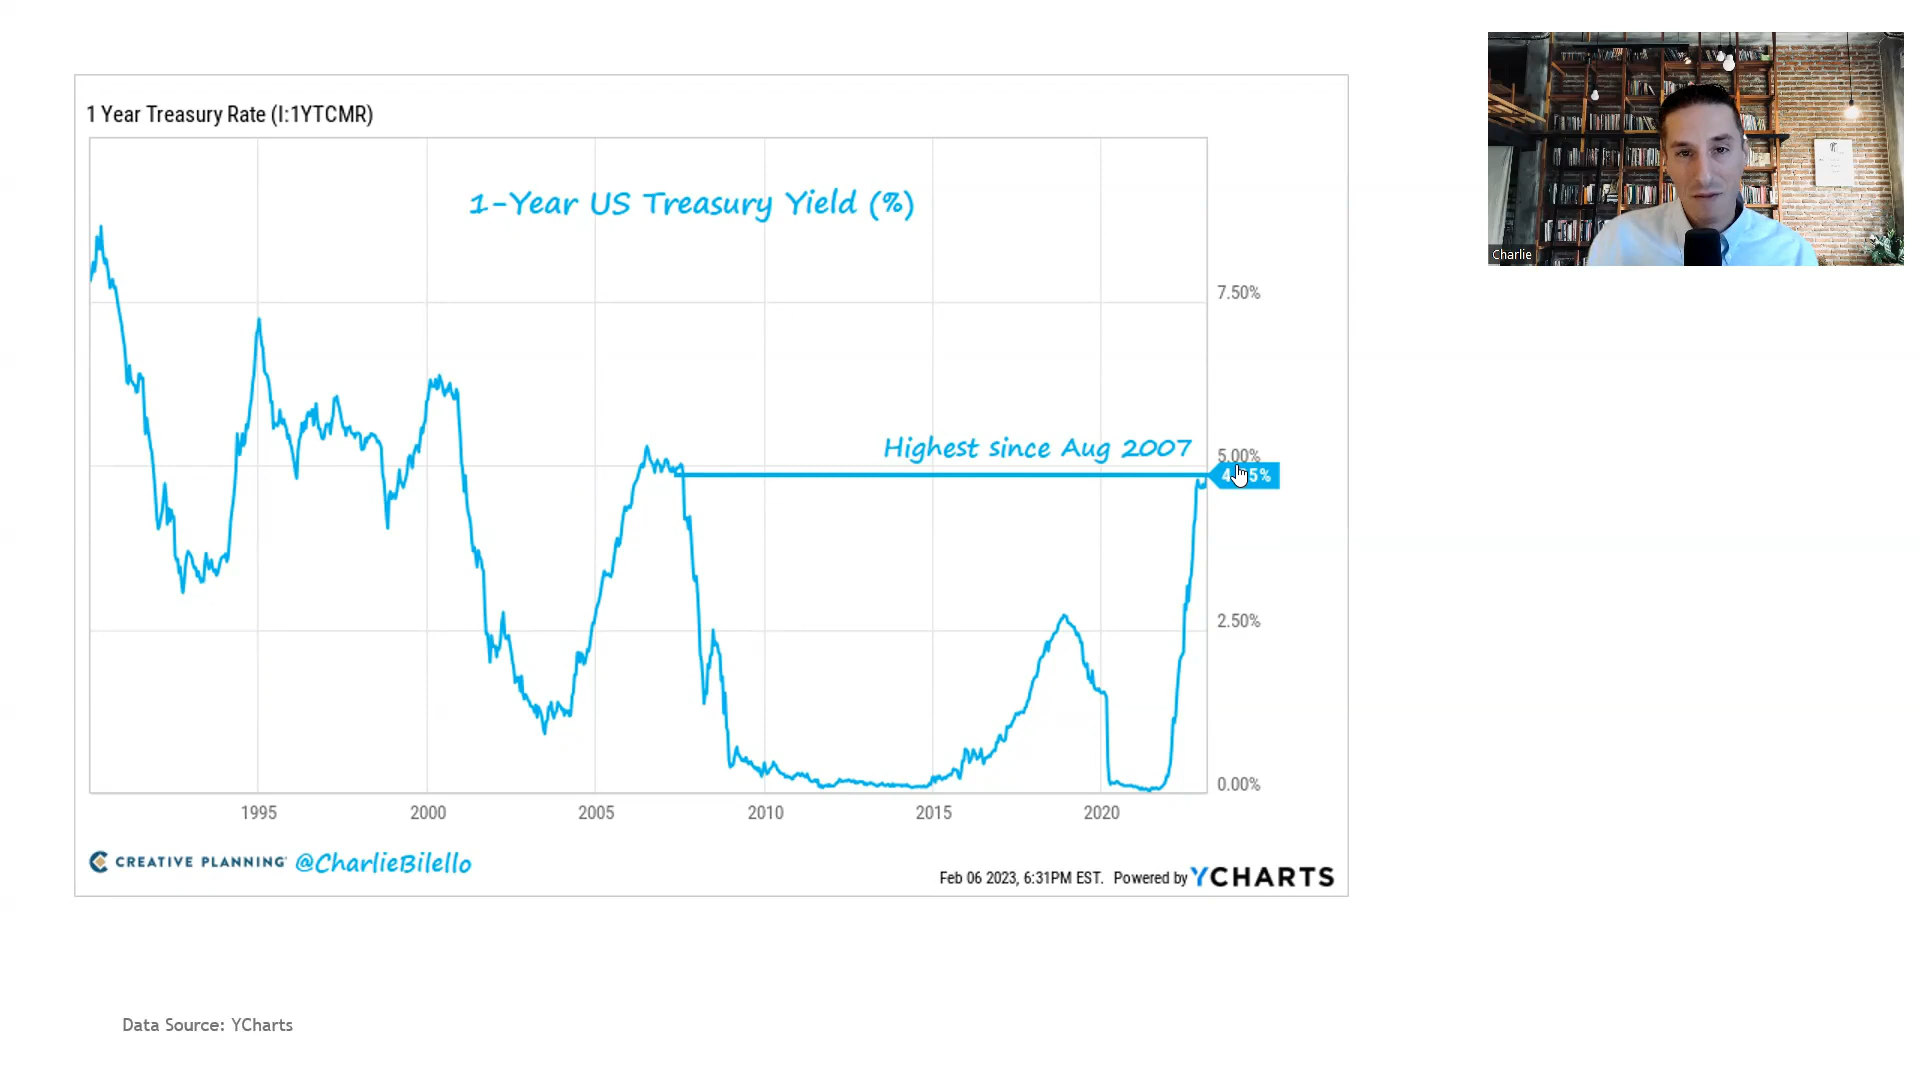 1 Year Treasury Rate (I:1YTCMR)
1-Year US Treasury Yield (%)
7.50%
Highest since Aug 2007
5.00%
2.50%
0.00%
1995 2000 2005 2010 2015 2020
CREATIVE PLANNING @CharlieBilello
Feb 06 2023, 6:31PM EST. Powered by YCHARTS
Data Source: YCharts
Charlie